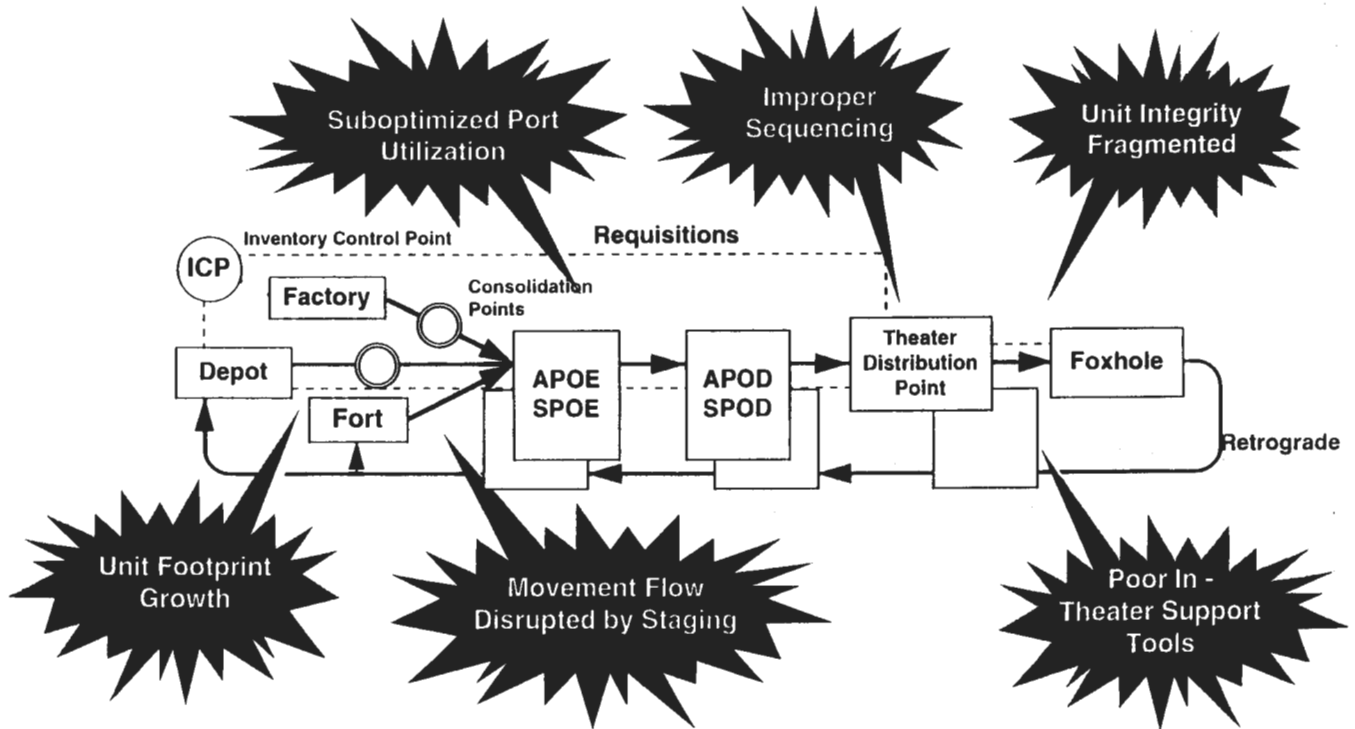 Suboptimized Port
Utilization
Improper
Sequencing
Unit Integrity
Fragmented
Inventory Control Point
Requisitions
ICP
Factory
Consolidation
Points
Depot
Fort
APOE
SPOE
APOD
SPOD
Theater
Distribution
Point
Foxhole
Retrograde
Unit Footprint
Growth
Movement Flow
Disrupted by Staging
Poor In -
Theater Support
Tools